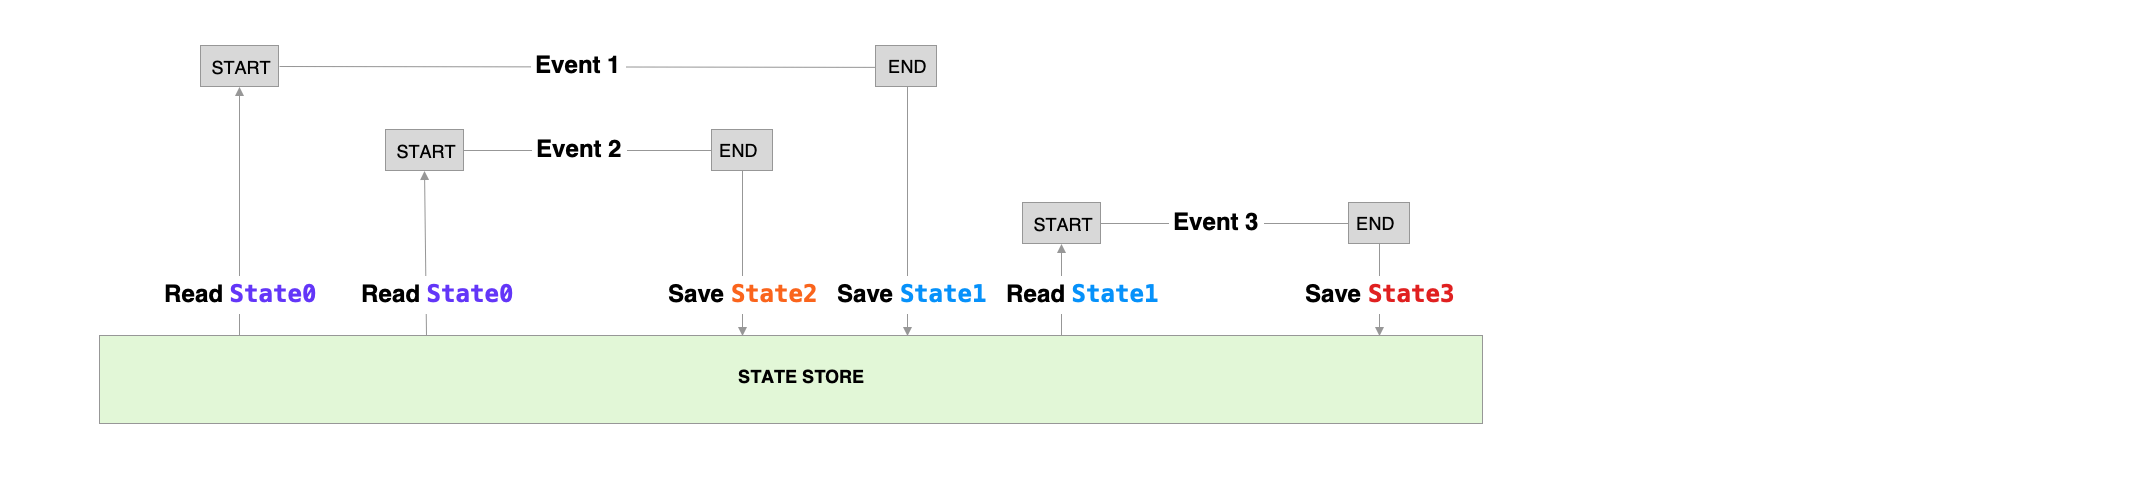 START Event 1 END
START Event 2 END
START Event 3 END
Read State0 Read State0 Save State2 Save State1 Read State1 Save State3
STATE STORE